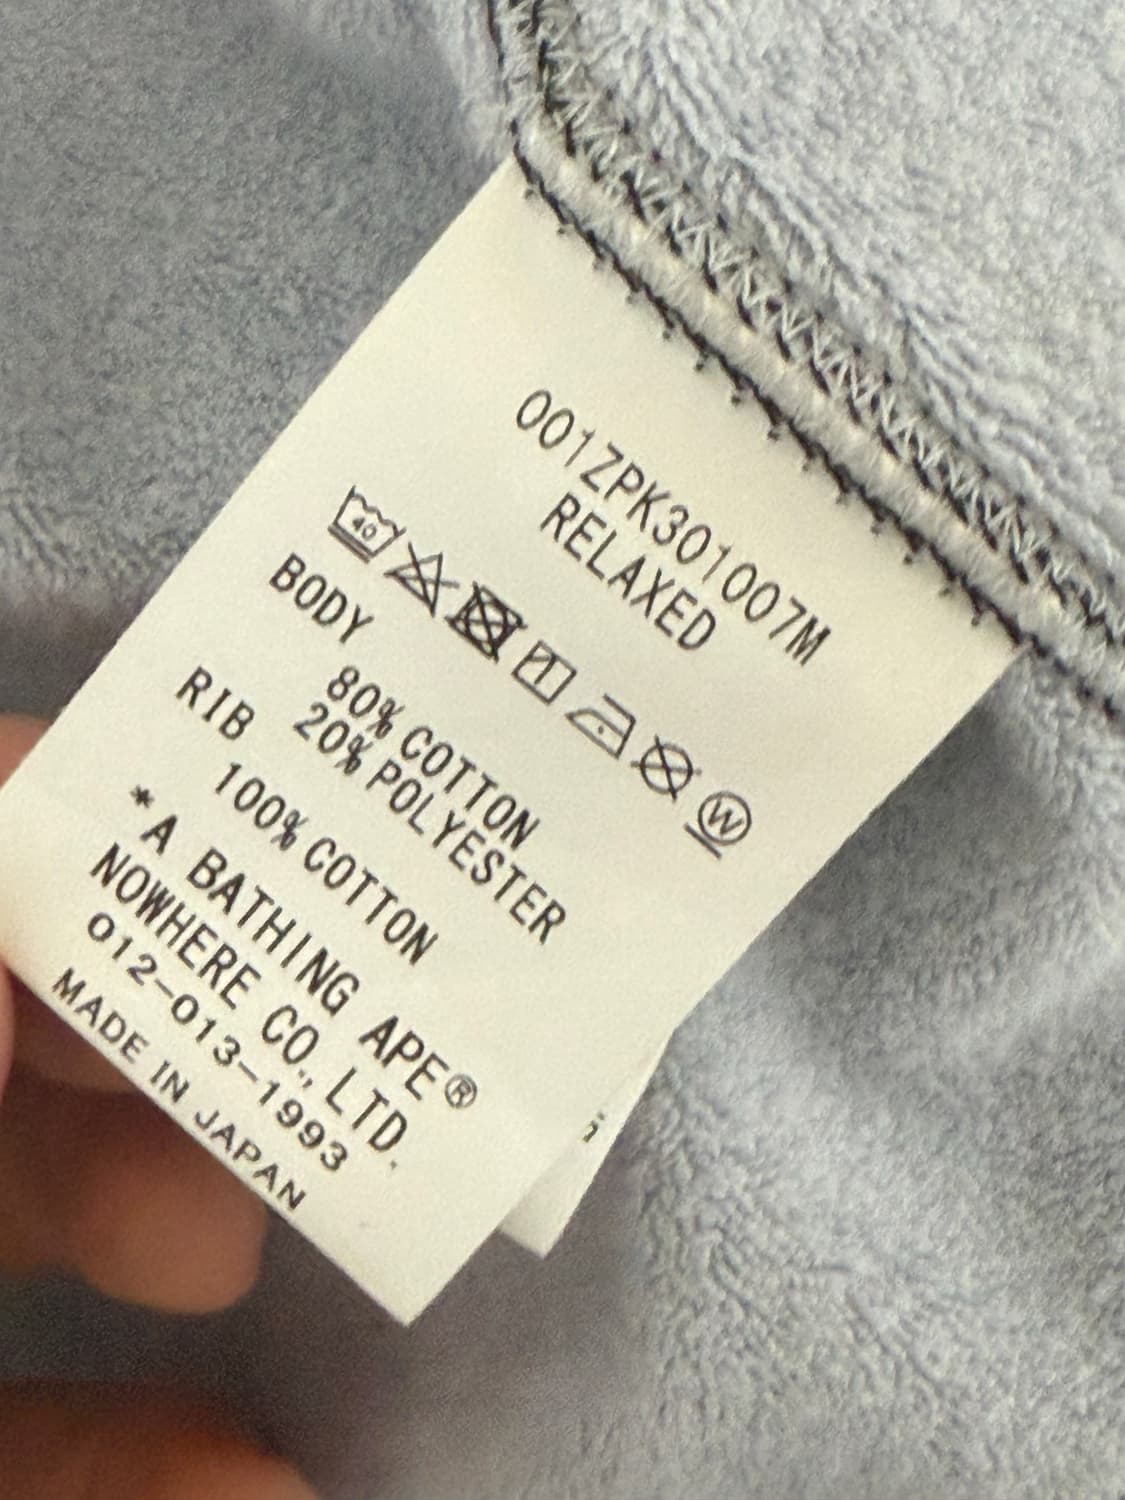 001ZPK301007M
RELAXED
40
W
BODY
80% COTTON
20% POLYESTER
RIB
100% COTTON
*A BATHING APE®
NOWHERE CO., LTD.
012-013-1993
MADE IN JAPAN